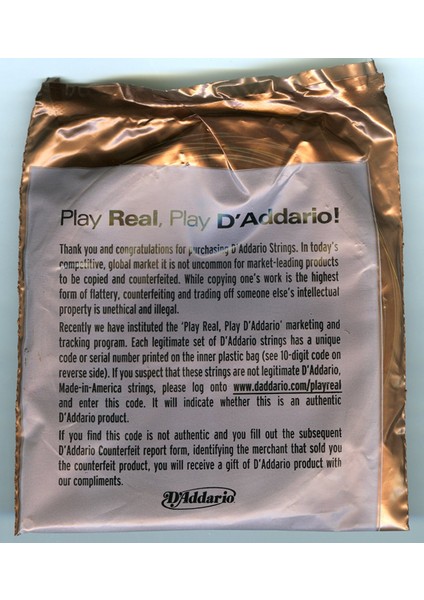 Play Real, Play D'Addario!
Thank you and congratulations for purchasing D'Addario Strings. In today's
competitive, global market it is not uncommon for market-leading products
to be copied and counterfeited. While copying one's work is the highest
form of flattery, counterfeiting and trading off someone else's intellectual
property is unethical and illegal.
Recently we have instituted the 'Play Real, Play D'Addario' marketing and
tracking program. Each legitimate set of D'Addario strings has a unique
code or serial number printed on the inner plastic bag (see 10-digit code on
reverse side). If you suspect that these strings are not legitimate D'Addario,
Made-in-America strings, please log onto www.daddario.com/playreal
and enter this code. It will indicate whether this is an authentic
D'Addario product.
If you find this code is not authentic and you fill out the subsequent
D'Addario Counterfeit report form, identifying the merchant that sold you
the counterfeit product, you will receive a gift of D'Addario product with
our compliments.
D'Addario